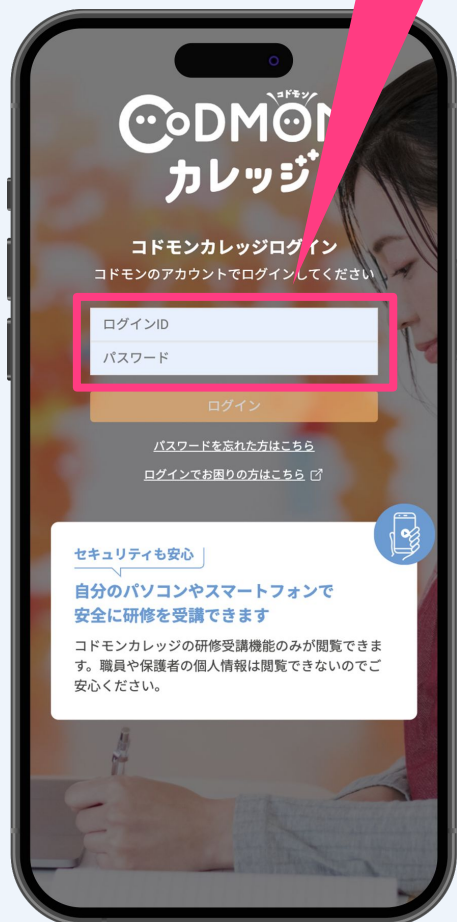 コドモン
CODMON
カレッジ
コドモンカレッジログイン
コドモンのアカウントでログインしてください
ログインID
パスワード
ログイン
パスワードを忘れた方はこちら
ログインでお困りの方はこちら
セキュリティも安心
自分のパソコンやスマートフォンで
安全に研修を受講できます
コドモンカレッジの研修受講機能のみが閲覧できま
す。職員や保護者の個人情報は閲覧できないのでご
安心ください。